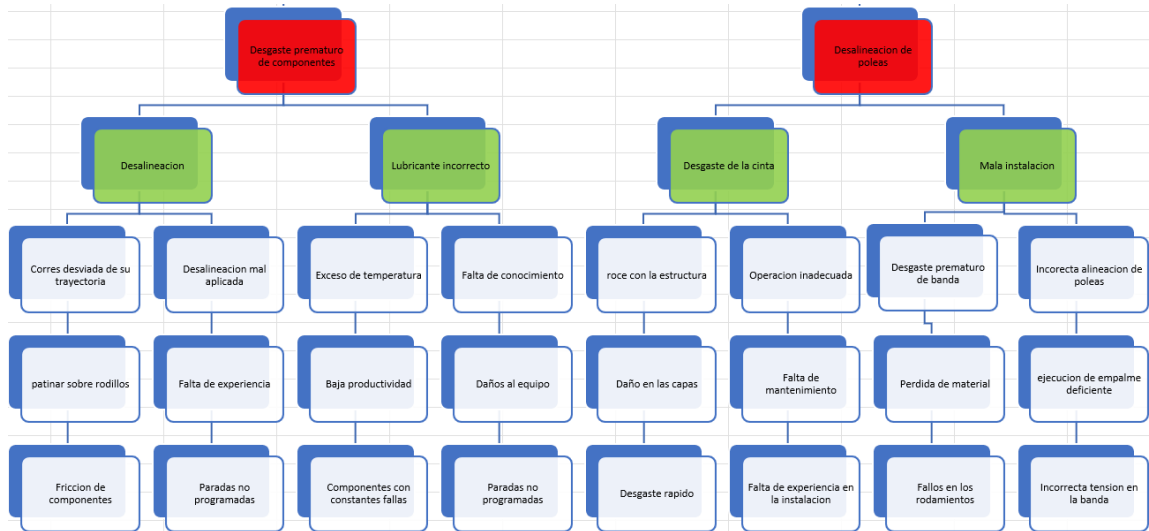 Desgaste prematuro
de componentes
Desalineacion de
poleas
Desalineacion
Lubricante incorrecto
Desgaste de la cinta
Mala instalacion
Corres desviada de su
trayectoria
Desalineacion mal
aplicada
Exceso de temperatura
Falta de conocimiento
roce con la estructura
Operacion inadecuada
Desgaste prematuro
de banda
Incorecta alineacion de
poleas
patinar sobre rodillos
Falta de experiencia
Baja productividad
Daños al equipo
Daño en las capas
Falta de
mantenimiento
Perdida de material
ejecucion de empalme
deficiente
Friccion de
componentes
Paradas no
programadas
Componentes con
constantes fallas
Paradas no
programadas
Desgaste rapido
Falta de experiencia en
la instalacion
Fallos en los
rodamientos
Incorrecta tension en
la banda